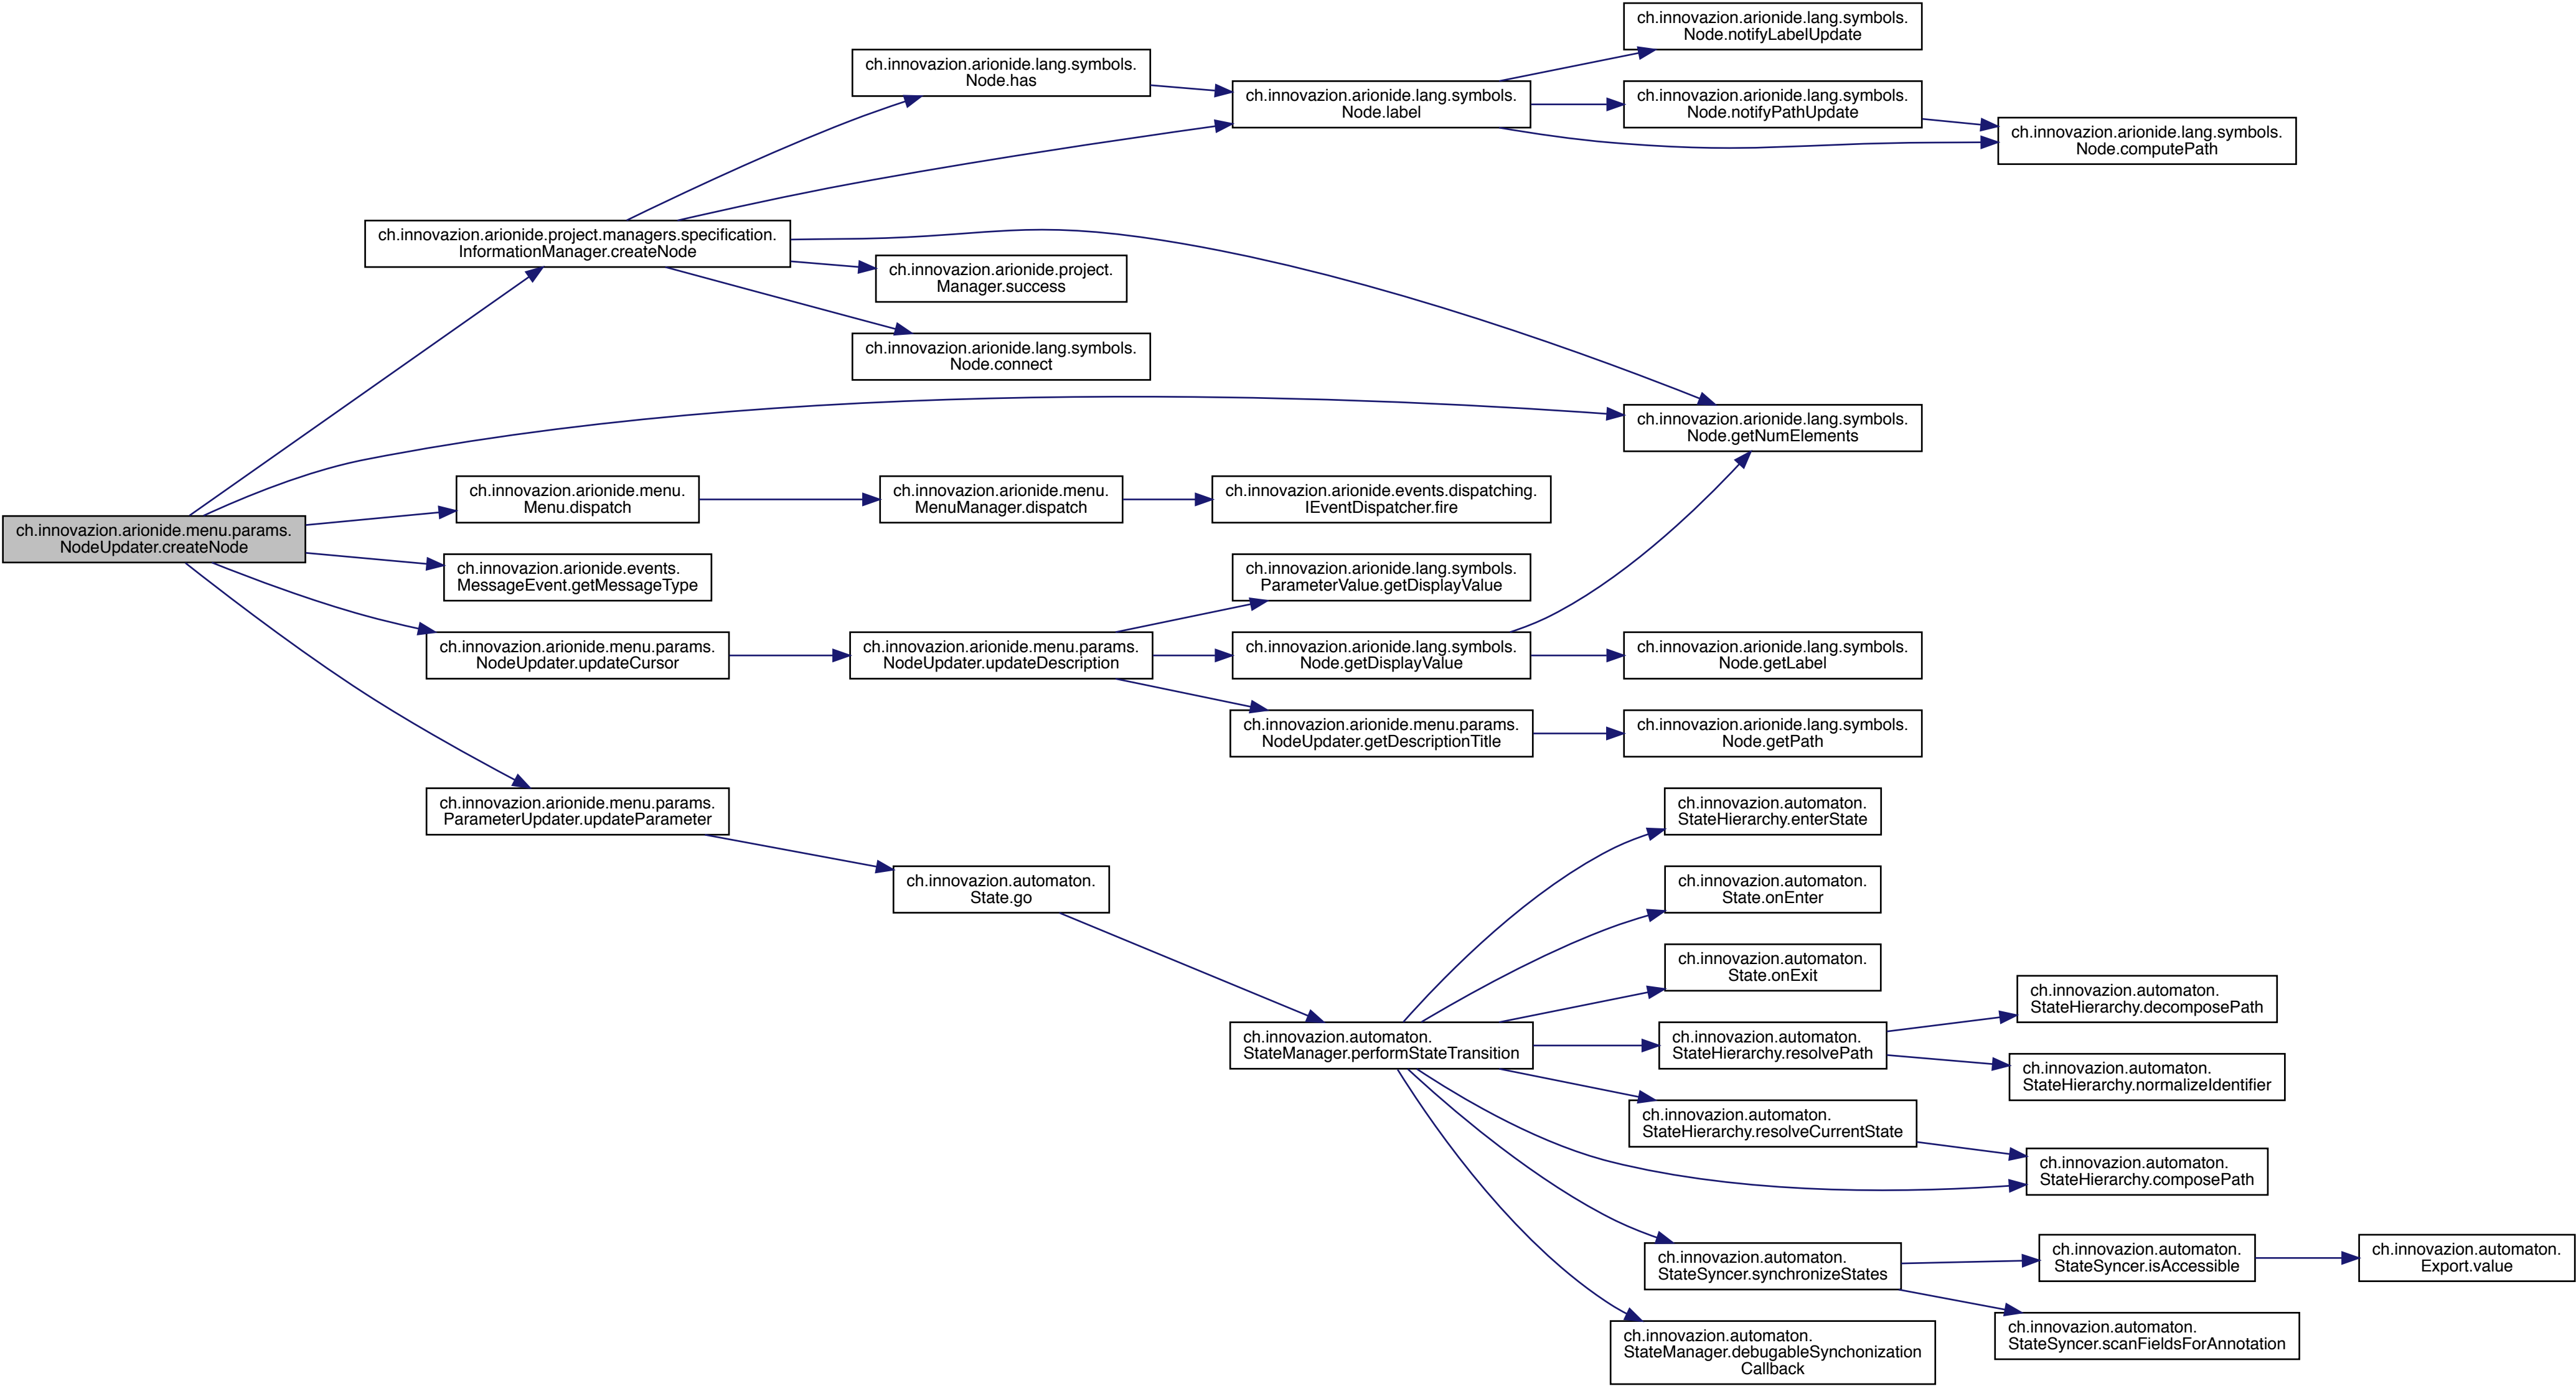 ch.innovazion.arionide.lang.symbols.
Node.notifyLabelUpdate
ch.innovazion.arionide.lang.symbols.
Node.has
ch.innovazion.arionide.lang.symbols.
Node.label
ch.innovazion.arionide.lang.symbols.
Node.notifyPathUpdate
ch.innovazion.arionide.lang.symbols.
Node.computePath
ch.innovazion.arionide.project.managers.specification.
InformationManager.createNode
ch.innovazion.arionide.project.
Manager.success
ch.innovazion.arionide.lang.symbols.
Node.connect
ch.innovazion.arionide.lang.symbols.
Node.getNumElements
ch.innovazion.arionide.menu.params.
NodeUpdater.createNode
ch.innovazion.arionide.menu.
Menu.dispatch
ch.innovazion.arionide.menu.
MenuManager.dispatch
ch.innovazion.arionide.events.dispatching.
IEventDispatcher.fire
ch.innovazion.arionide.events.
MessageEvent.getMessageType
ch.innovazion.arionide.lang.symbols.
ParameterValue.getDisplayValue
ch.innovazion.arionide.menu.params.
NodeUpdater.updateCursor
ch.innovazion.arionide.menu.params.
NodeUpdater.updateDescription
ch.innovazion.arionide.lang.symbols.
Node.getDisplayValue
ch.innovazion.arionide.lang.symbols.
Node.getLabel
ch.innovazion.arionide.menu.params.
NodeUpdater.getDescriptionTitle
ch.innovazion.arionide.lang.symbols.
Node.getPath
ch.innovazion.arionide.menu.params.
ParameterUpdater.updateParameter
ch.innovazion.automaton.
State.go
ch.innovazion.automaton.
StateHierarchy.enterState
ch.innovazion.automaton.
State.onEnter
ch.innovazion.automaton.
State.onExit
ch.innovazion.automaton.
StateManager.performStateTransition
ch.innovazion.automaton.
StateHierarchy.resolvePath
ch.innovazion.automaton.
StateHierarchy.decomposePath
ch.innovazion.automaton.
StateHierarchy.normalizeIdentifier
ch.innovazion.automaton.
StateHierarchy.resolveCurrentState
ch.innovazion.automaton.
StateHierarchy.composePath
ch.innovazion.automaton.
StateSyncer.synchronizeStates
ch.innovazion.automaton.
StateSyncer.isAccessible
ch.innovazion.automaton.
Export.value
ch.innovazion.automaton.
StateSyncer.scanFieldsForAnnotation
ch.innovazion.automaton.
StateManager.debugableSynchonization
Callback